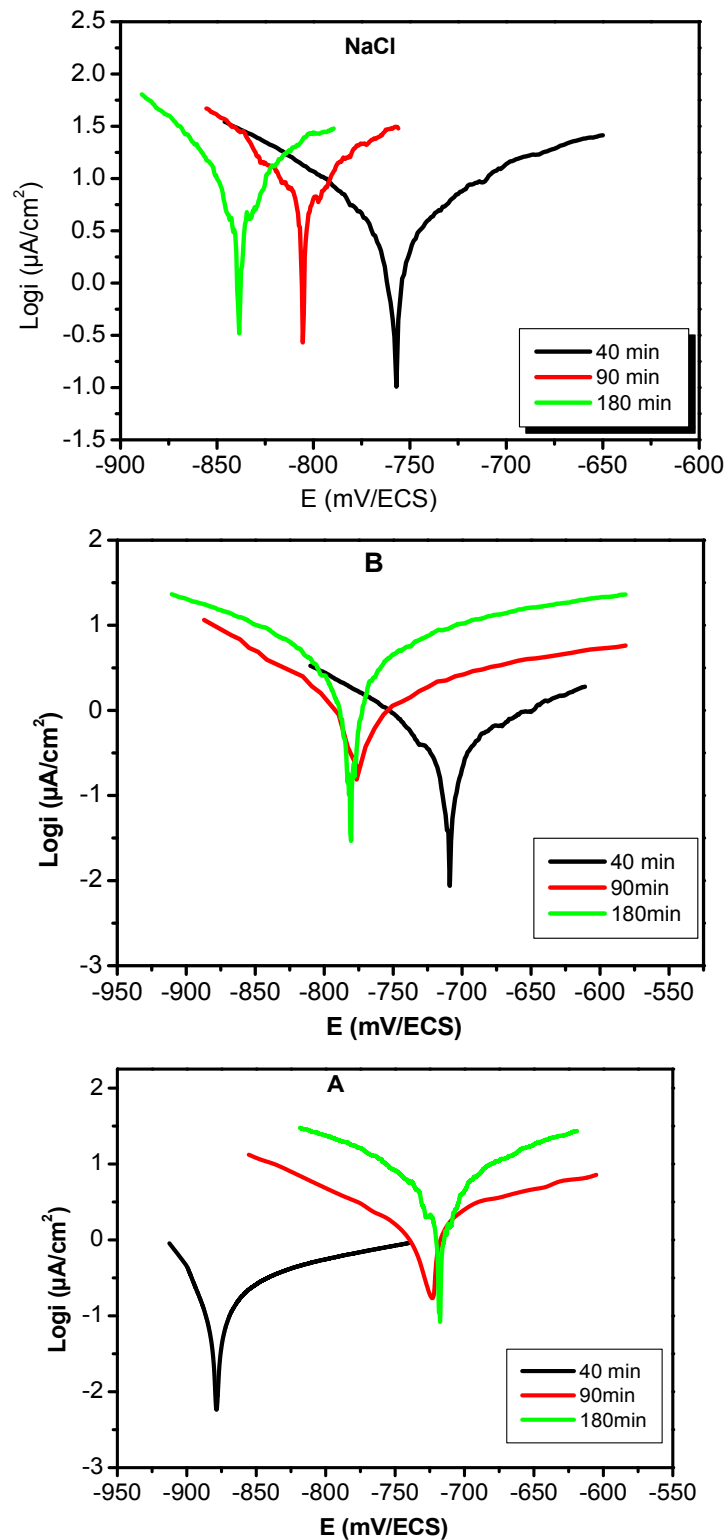 NaCl
2.5
2.0
1.5
1.0
0.5
0.0
-0.5
-1.0
-1.5
Logi (µA/cm²)
40 min
90 min
180 min
-900 -850 -800 -750 -700 -650 -600
E (mV/ECS)
B
2
1
0
-1
-2
-3
Logi (µA/cm²)
40 min
90min
180min
-950 -900 -850 -800 -750 -700 -650 -600 -550
E (mV/ECS)
A
2
1
0
-1
-2
-3
Logi (µA/cm²)
40 min
90min
180min
-950 -900 -850 -800 -750 -700 -650 -600 -550
E (mV/ECS)